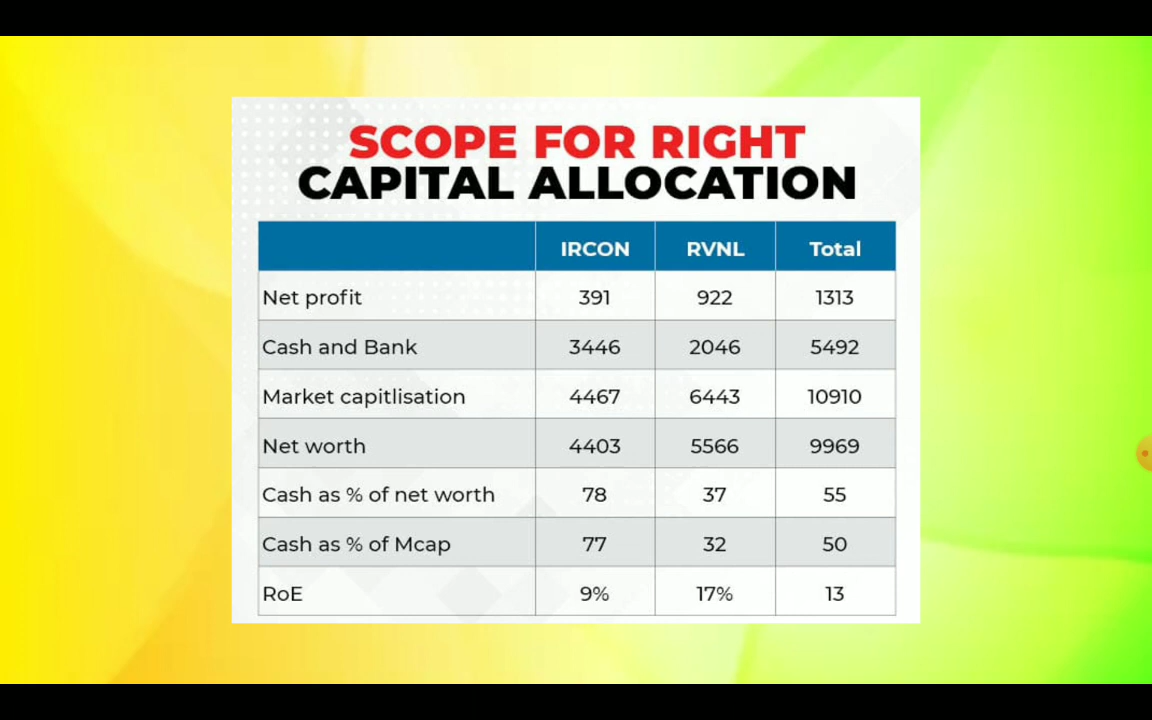 SCOPE FOR RIGHT
CAPITAL ALLOCATION
IRCON RVNL Total
Net profit 391 922 1313
Cash and Bank 3446 2046 5492
Market capitlisation 4467 6443 10910
Net worth 4403 5566 9969
Cash as % of net worth 78 37 55
Cash as % of Mcap 77 32 50
RoE 9% 17% 13